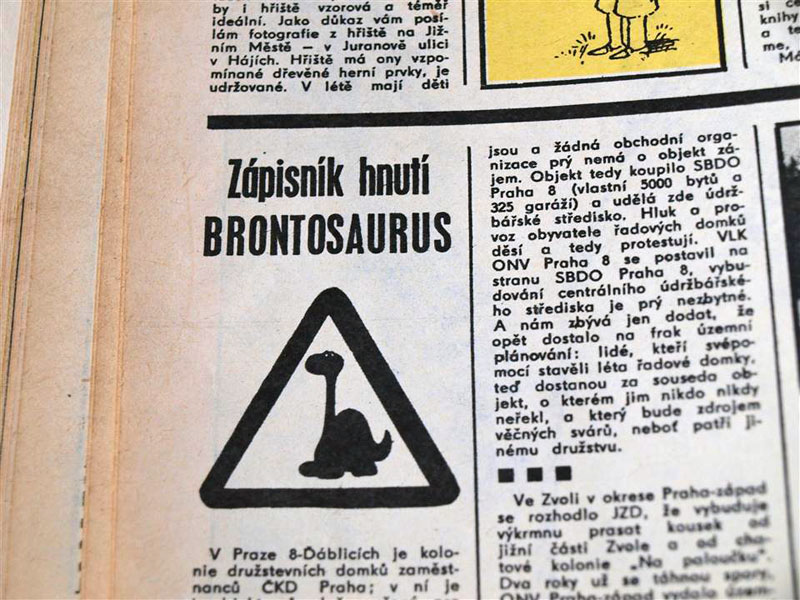 by i hřiště vzorová a téměř
ideální. Jako důkaz vám posí-
lám fotografie z hřiště na Již-
ním Městě – v Juranově ulici
v Hájích. Hřiště má ony vzpo-
mínané dřevěné herní prvky, je
udržované. V létě mají děti
si
knihy
a te
me,
Zápisník hnutí
BRONTOSAURUS
V Praze 8-Ďáblicích je kolo-
nie družstevních domků zaměst-
nanců ČKD Praha; v ní je
jsou a žádná obchodní orga-
nizace prý nemá o objekt zá-
jem. Objekt tedy koupilo SBDO
Praha 8 (vlastní 5000 bytů a
325 garáží) a udělá zde údrž-
bářské středisko. Hluk a pro-
voz obyvatele řadových domků
děsí a tedy protestují. VLK
ONV Praha 8 se postavil na
stranu SBDO Praha 8, vybu-
dování centrálního údržbářské-
ho střediska je prý nezbytné.
A nám zbývá jen dodat, že
opět dostalo na frak územní
plánování: lidé, kteří svépo-
mocí stavěli léta řadové domky,
teď dostanou za souseda ob-
jekt, o kterém jim nikdo nikdy
neřekl, a který bude zdrojem
věčných svárů, neboť patří ji-
nému družstvu.
Ve Zvoli v okrese Praha-západ
se rozhodlo JZD, že vybuduje
výkrmnu prasat kousek od
jižní části Zvole a od cha-
tové kolonie „Na paloučku".
Dva roky už se táhnou spory,
ONV Praha-západ vydalo územ-